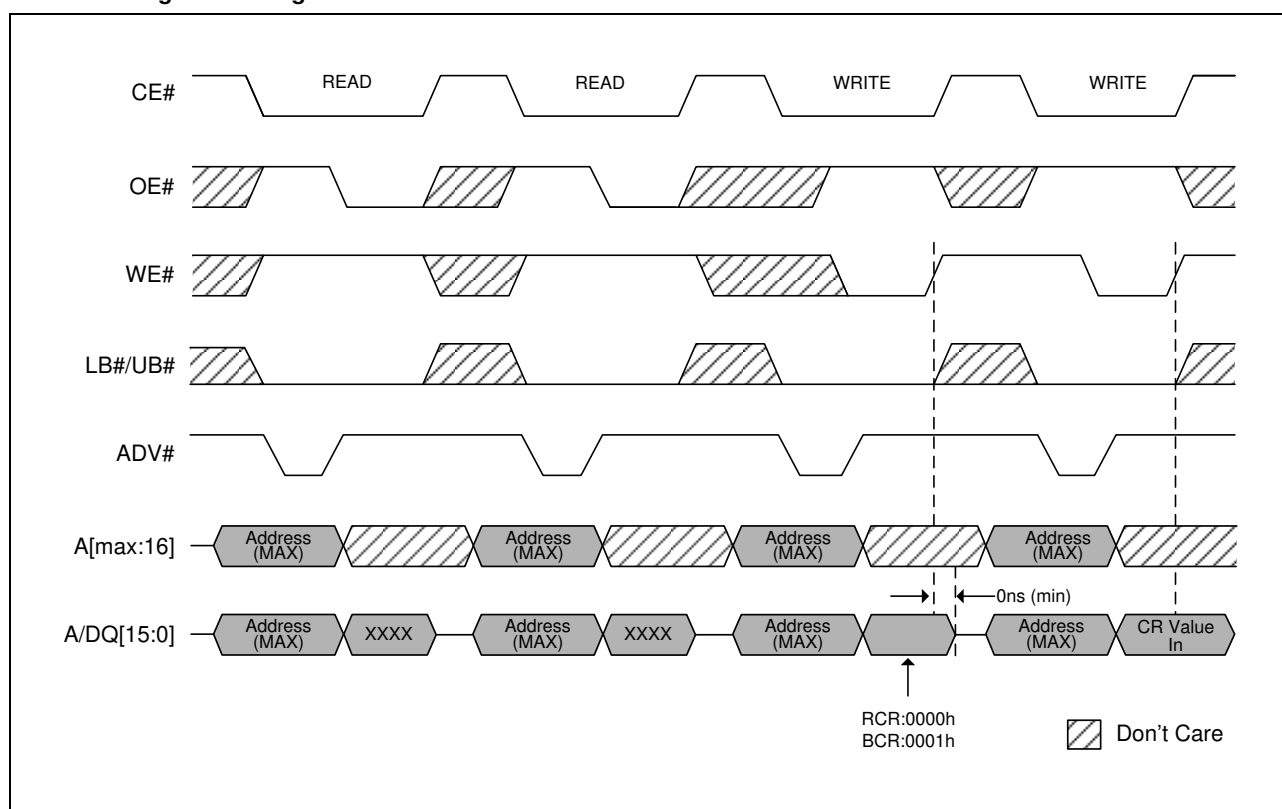 CE#
READ
READ
WRITE
WRITE
OE#
WE#
LB#/UB#
ADV#
A[max:16]
Address
(MAX)
Address
(MAX)
Address
(MAX)
Address
(MAX)
0ns (min)
A/DQ[15:0]
Address
(MAX)
XXXX
Address
(MAX)
XXXX
Address
(MAX)
Address
(MAX)
CR Value
In
RCR:0000h
BCR:0001h
Don't Care